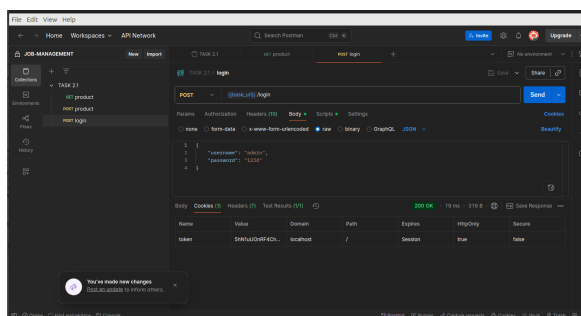 File Edit View Help
Home Workspaces API Network
Search Postman Ctrl K
Invite
Upgrade
JOB-MANAGEMENT
New Import
TASK 2.1
GET product
POST login
No environment
Collections
Environments
Flows
History
TASK 2.1
GET product
POST product
POST login
TASK 2.1 / login
Save
Share
POST
{{base_url}} /login
Send
Params Authorization Headers (10) Body Scripts Settings
Cookies
none form-data x-www-form-urlencoded raw binary GraphQL JSON
Beautify
1 {
2 "username": "admin",
3 "password": "1234"
4 }
Body Cookies (1) Headers (7) Test Results (1/1)
200 OK 19 ms 316 B
Save Response
Name Value Domain Path Expires HttpOnly Secure
token localhost / Session true false
You've made new changes
Post an update to inform others.